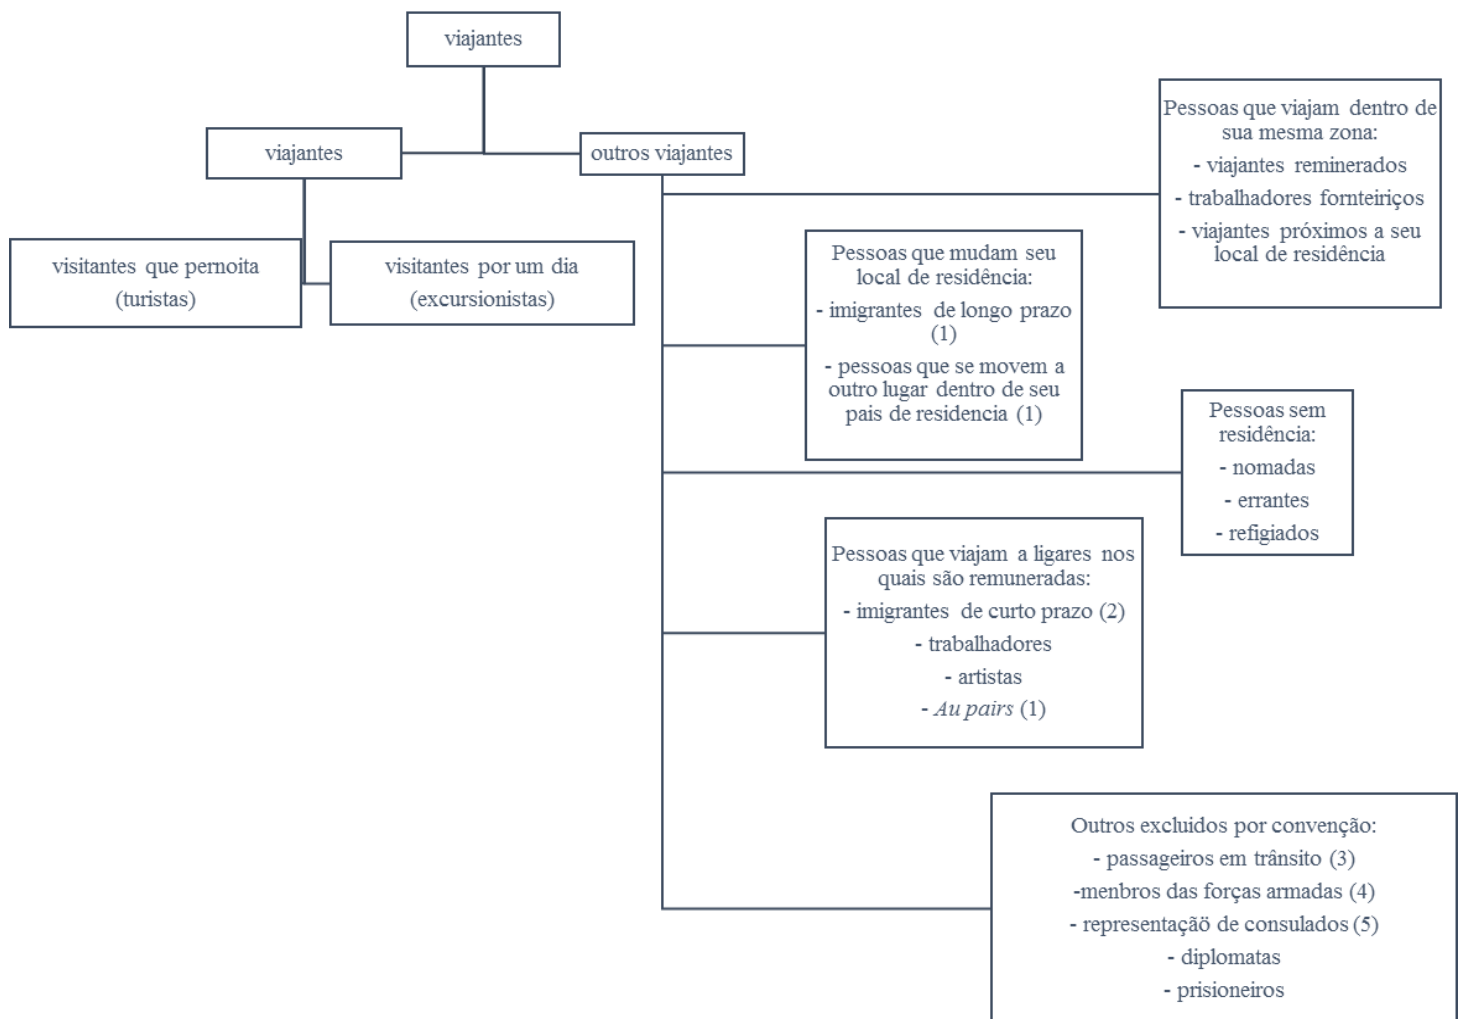 viajantes
viajantes
outros viajantes
visitantes que pernoita
(turistas)
visitantes por um dia
(excursionistas)
Pessoas que viajam dentro de
sua mesma zona:
- viajantes reminerados
- trabalhadores fornteiriços
- viajantes próximos a seu
local de residência
Pessoas que mudam seu
local de residência:
- imigrantes de longo prazo
(1)
- pessoas que se movem a
outro lugar dentro de seu
pais de residencia (1)
Pessoas sem
residência:
- nomadas
- errantes
- refigiados
Pessoas que viajam a ligares nos
quais são remuneradas:
- imigrantes de curto prazo (2)
- trabalhadores
- artistas
- Au pairs (1)
Outros excluidos por convenção:
- passageiros em trânsito (3)
-menbros das forças armadas (4)
- representaçaö de consulados (5)
- diplomatas
- prisioneiros